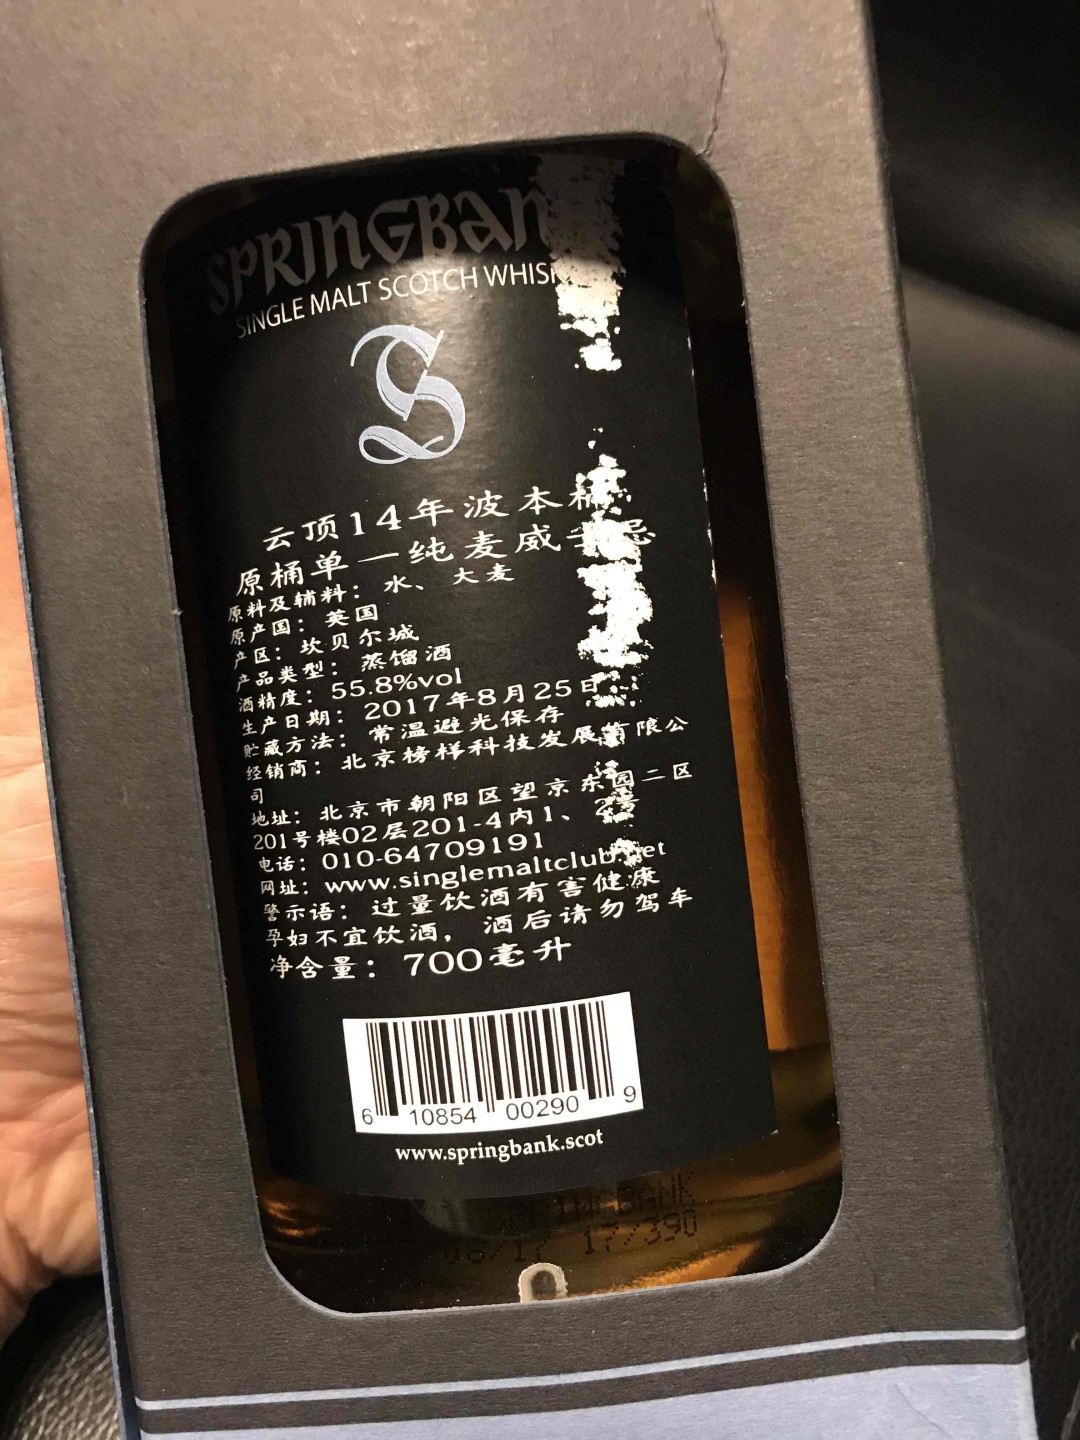 SPRINGBAN
SINGLE MALT SCOTCH WHIS
S
云顶14年波本桶
原桶单一纯麦威士忌
原料及辅料：水、大麦
原产国：英国
产区：坎贝尔城
产品类型：蒸馏酒
酒精度：55.8%vol
生产日期：2017年8月25日
贮藏方法：常温避光保存
经销商：北京榜样科技发展有限公
司
地址：北京市朝阳区望京东园二区
201号楼02层201-4内1、2号
电话：010-64709191
网址：www.singlemaltclub.net
警示语：过量饮酒有害健康
孕妇不宜饮酒，酒后请勿驾车
净含量：700毫升
6 10854 00290 9
www.springbank.scot
SPRINGBANK
08/17 17/390